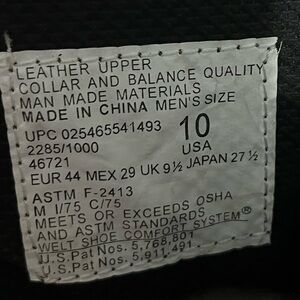 LEATHER UPPER
COLLAR AND BALANCE QUALITY
MAN MADE MATERIALS
MADE IN CHINA MEN'S SIZE
UPC 025465541493 10
2285/1000 USA
46721
EUR 44 MEX 29 UK 9½ JAPAN 27½
ASTM F-2413
M I/75 C/75
MEETS OR EXCEEDS OSHA
AND ASTM STANDARDS
WELT SHOE COMFORT SYSTEM®
U.S.Pat Nos. 5,768,801
U.S.Pat Nos. 5,911,491.